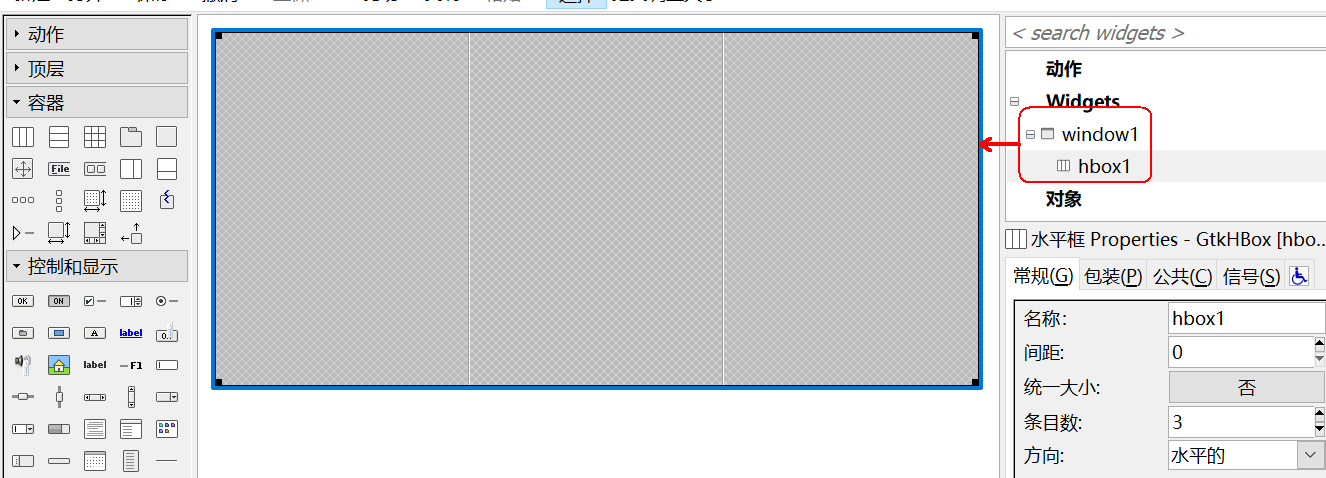 选择
动作
顶层
容器
File
控制和显示
OK
ON
A
label
0..
label
F1
< search widgets >
动作
Widgets
window1
hbox1
对象
水平框 Properties - GtkHBox [hbo...
常规(G) 包装(P) 公共(C) 信号(S)
名称: hbox1
间距: 0
统一大小: 否
条目数: 3
方向: 水平的